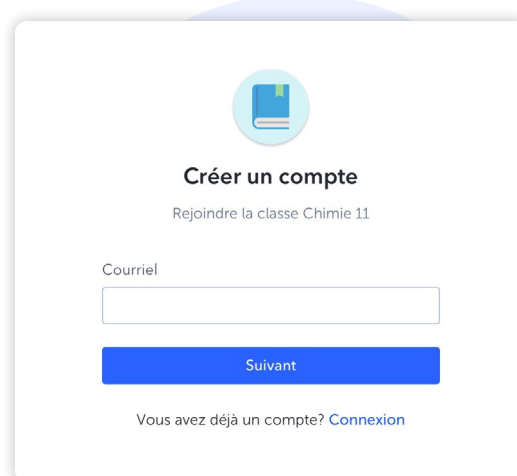 Créer un compte
Rejoindre la classe Chimie 11
Courriel
Suivant
Vous avez déjà un compte? Connexion